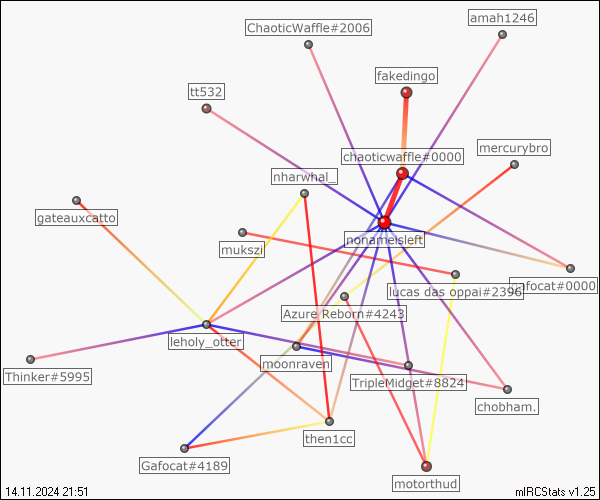 amah1246
ChaoticWaffle#2006
fakedingo
tt532
mercurybro
chaoticwaffle#0000
nharwhal_
gateauxcatto
nonameisleft
mukszi
gafocat#0000
lucas das oppai#2396
Azure Reborn#4243
leholy_otter
moonraven
Thinker#5995
TripleMidget#8824
chobham.
then1cc
Gafocat#4189
motorthud
14.11.2024 21:51
mIRCStats v1.25